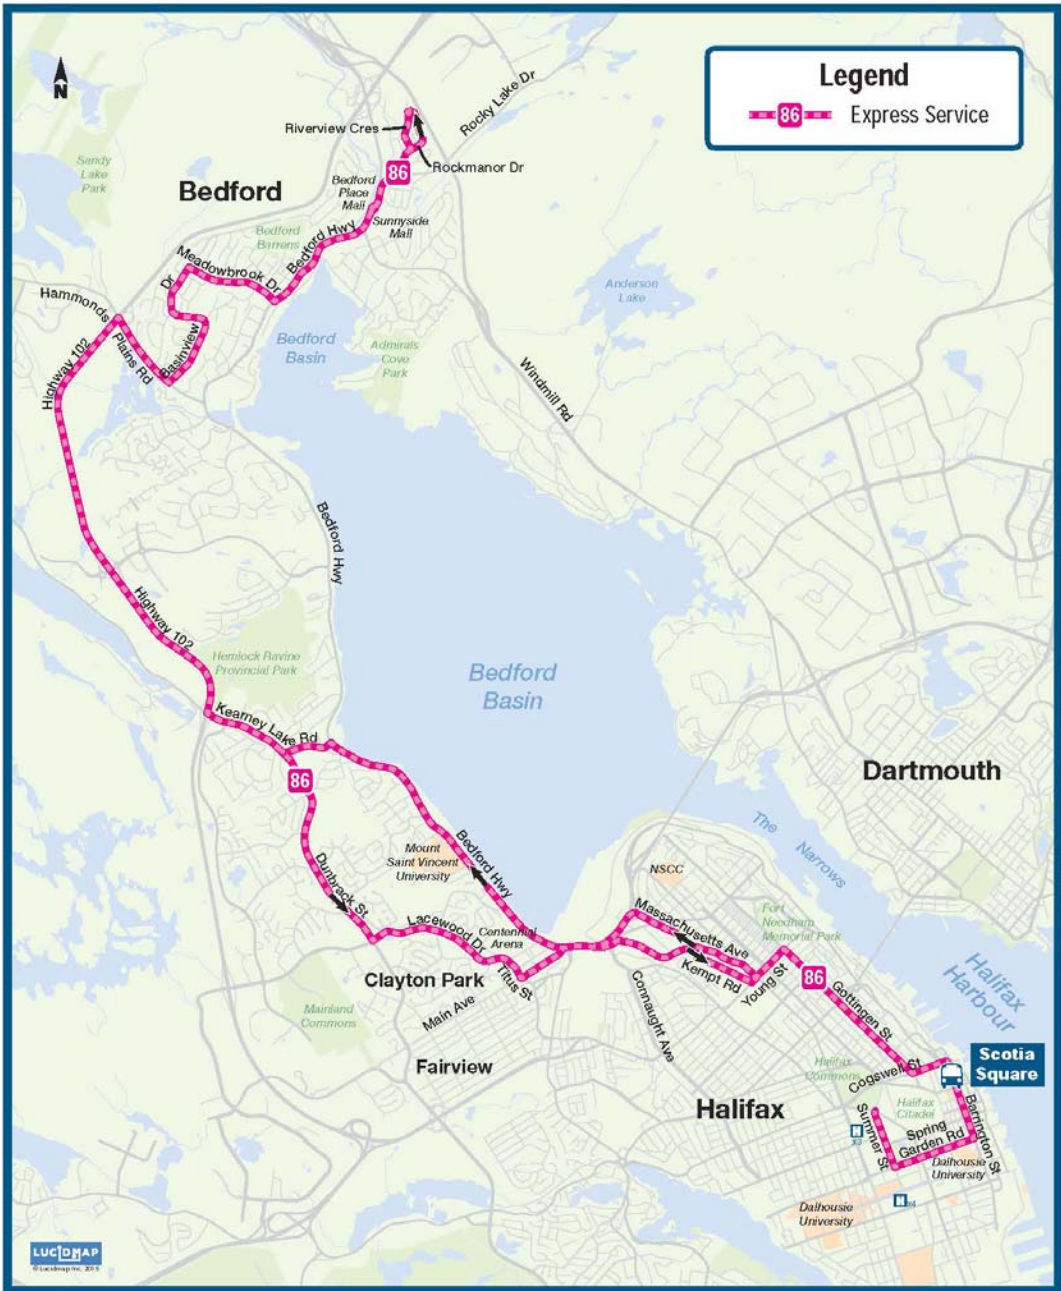 Legend
86 Express Service
N
Rocky Lake Dr
Riverview Cres
Rockmanor Dr
86
Sandy
Lake
Park
Bedford
Bedford
Place
Mall
Sunnyside
Mall
Bedford
Barrens
Bedford Hwy
Meadowbrook Dr
Dr
Hammonds
Anderson
Lake
Plains Rd
Basinview
Highway 102
Bedford
Basin
Admirals
Cove
Park
Windmill Rd
Bedford Hwy
Highway 102
Hemlock Ravine
Provincial Park
Bedford
Basin
Kearney Lake Rd
86
Dartmouth
The Narrows
Mount
Saint Vincent
University
Bedford Hwy
NSCC
Dunbrack St
Lacewood Dr
Centennial
Arena
Massachusetts Ave
Fort
Needham
Memorial Park
Clayton Park
Titus St
Kempt Rd
Young St
86
Gottingen St
Halifax
Harbour
Mainland
Commons
Main Ave
Connaught Ave
Fairview
Halifax
Commons
Cogswell St
Scotia
Square
Halifax
Halifax
Citadel
Summer St
Spring
Garden Rd
Barrington St
H
Dalhousie
University
H
Dalhousie
University
LUCIDMAP